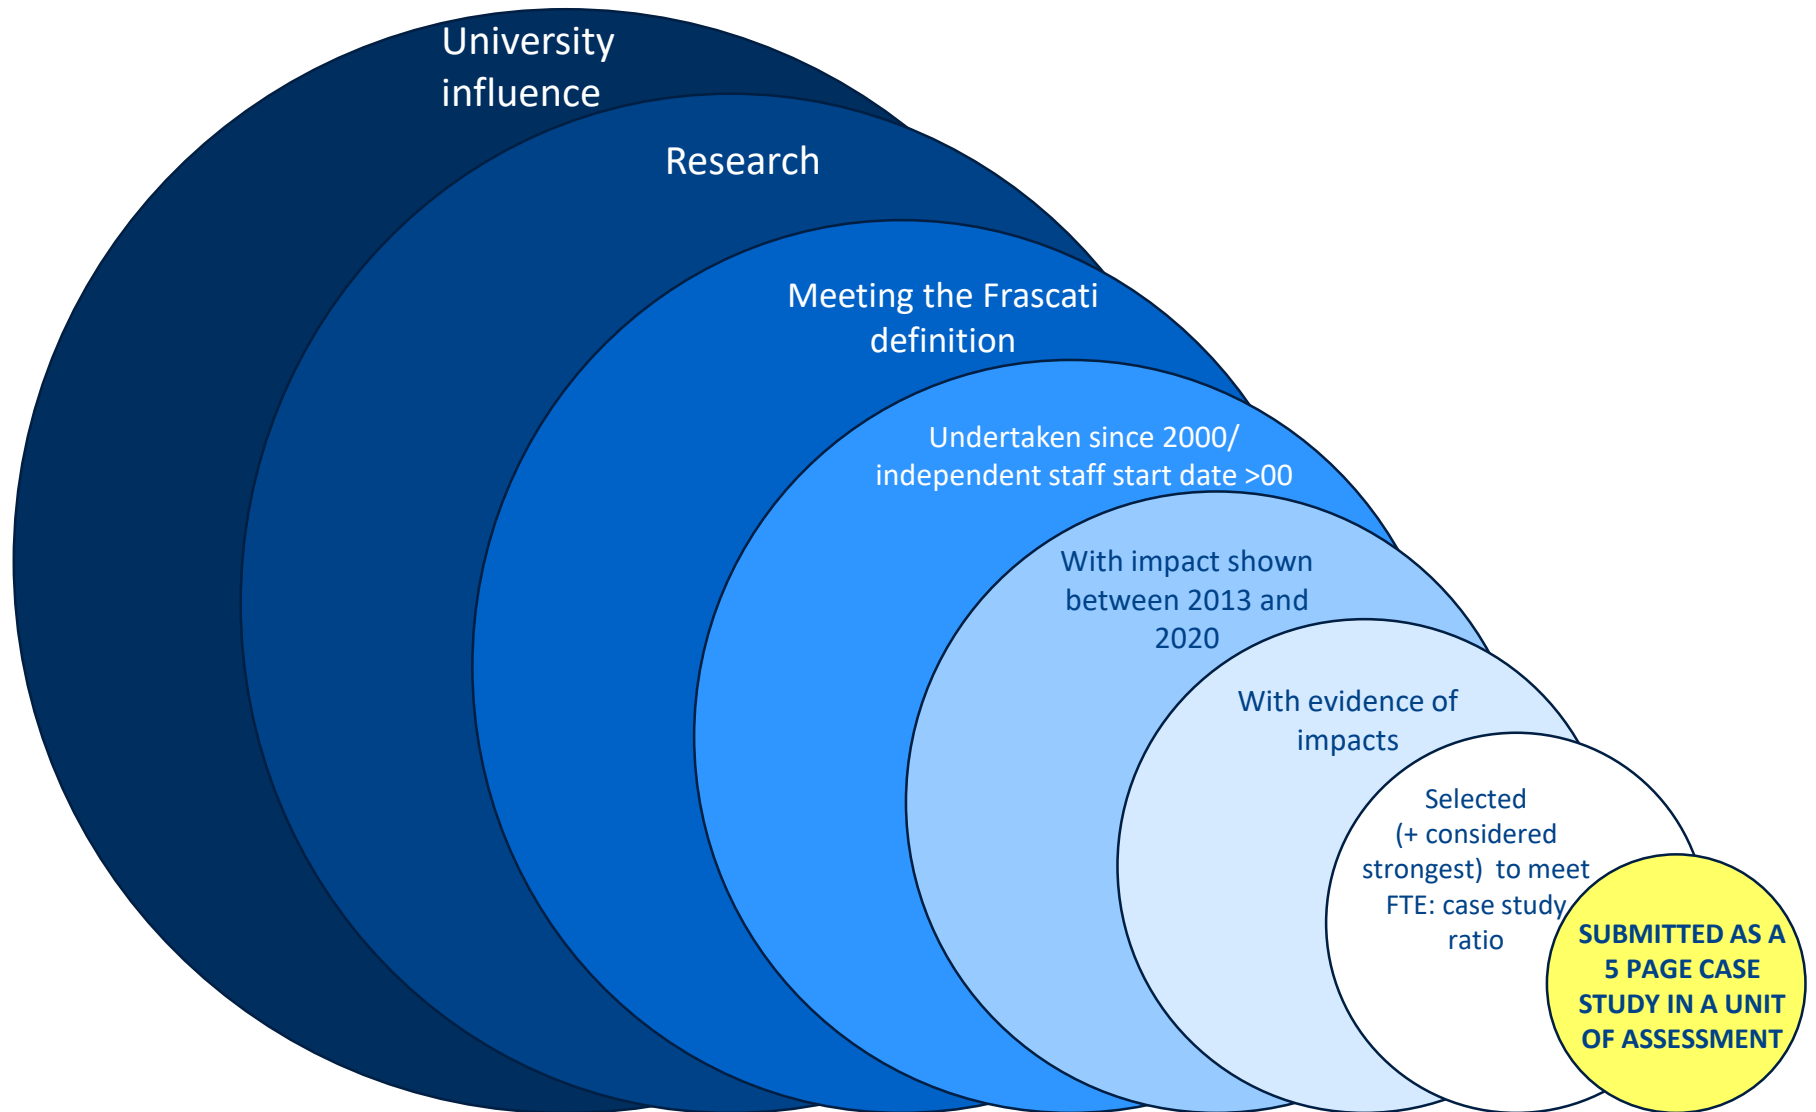 University
influence
Research
Meeting the Frascati
definition
Undertaken since 2000/
independent staff start date >00
With impact shown
between 2013 and
2020
With evidence of
impacts
Selected
(+ considered
strongest)  to meet
FTE: case study
ratio
SUBMITTED AS A
5 PAGE CASE
STUDY IN A UNIT
OF ASSESSMENT